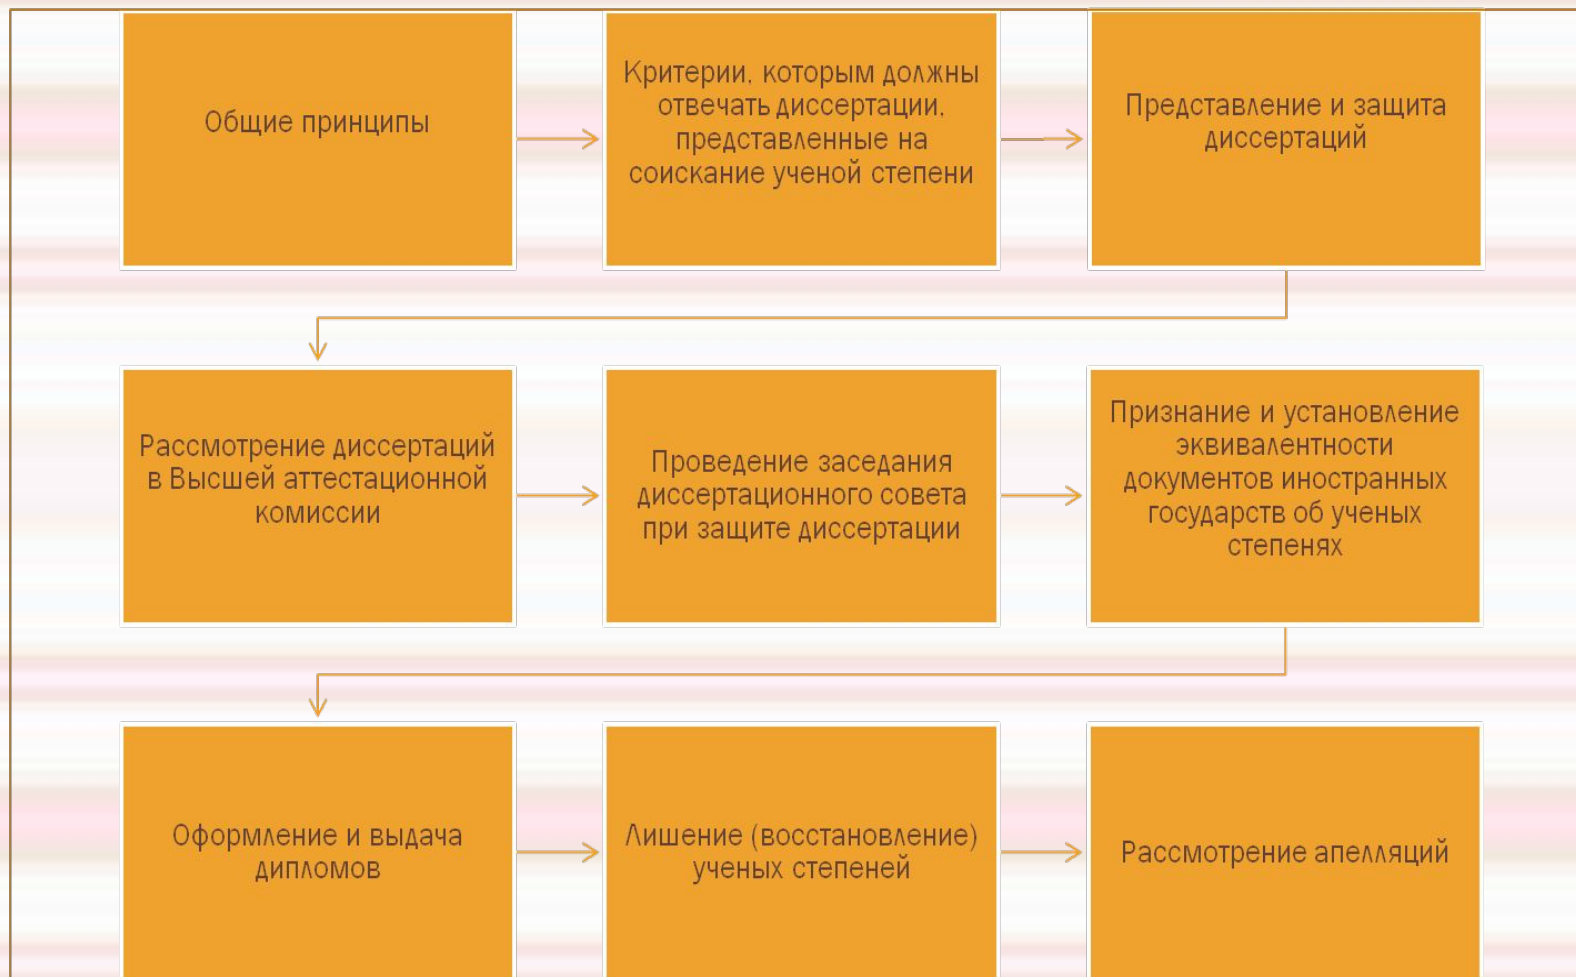 Общие принципы
Критерии, которым должны
отвечать диссертации,
представленные на
соискание ученой степени
Представление и защита
диссертаций
Рассмотрение диссертаций
в Высшей аттестационной
комиссии
Проведение заседания
диссертационного совета
при защите диссертации
Признание и установление
эквивалентности
документов иностранных
государств об ученых
степенях
Оформление и выдача
дипломов
Лишение (восстановление)
ученых степеней
Рассмотрение апелляций